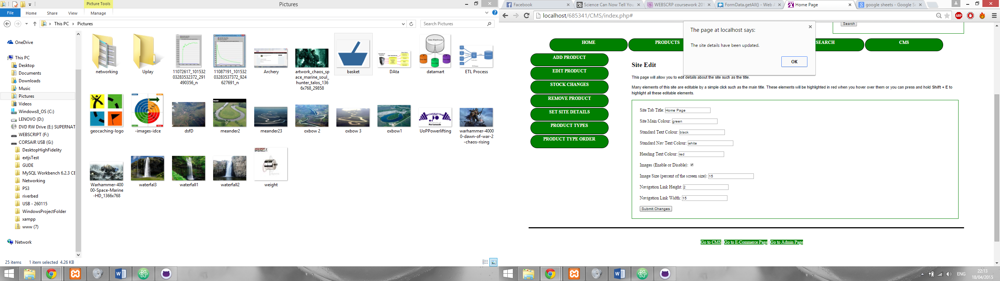 Picture Tools
Pictures
File
Home
Share
View
Manage
This PC
Pictures
Search Pictures
OneDrive
This PC
Desktop
Documents
Downloads
Music
Pictures
Videos
Windows8_OS (C:)
LENOVO (D:)
DVD RW Drive (E:) SUPERNAT
WEBSCRIPT (F:)
CORSAIR USB (G:)
DesktopHighFidelity
extjsTest
GUDE
MySQL Workbench 6.2.3 CE
Networking
PS3
riverbed
USB - 260115
WindowsProjectFolder
xampp
www (7)
Network
networking
Uplay
11072617_101532
03283532372_291
490356_n
11087191_101532
03283537372_924
627691_n
Archery
artwork_chaos_sp
ace_marine_soul_
hunter_talos_136
6x768_29858
basket
DAta
datamart
ETL Process
geocaching-logo
-images-idce
dsfD
meander2
meander23
oxbow 2
oxbow 3
oxbow1
UoPPowerlifting
warhammer-4000
0-dawn-of-war-2
-chaos-rising
Warhammer-400
00-Space-Marine
-HD_1366x768
waterfal3
waterfall1
waterfall2
weight
25 items
1 item selected 4.26 KB
Facebook
Science Can Now Tell You
WEBSCRP coursework 201
FormData.getAll() - Web A
Home Page
google sheets - Google Se
localhost/685341/CMS/index.php#
ABP
Search
The page at localhost says:
The site details have been updated.
OK
HOME
PRODUCTS
SEARCH
CMS
ADD PRODUCT
EDIT PRODUCT
STOCK CHANGES
REMOVE PRODUCT
SET SITE DETAILS
PRODUCT TYPES
PRODUCT TYPE ORDER
Site Edit
This page will allow you to edit details about the site such as the title.
Many elements of this site are editable by a simple click such as the main title. These elements will be highlighted in red when you hover over them or you can press and hold Shift + E to
highlight all these editable elements.
Site Tab Title: Home Page
Site Main Colour: green
Standard Text Colour: black
Standard Nav Text Colour: white
Heading Text Colour: red
Images (Enable or Disable):
Image Size (percent of the screen size): 15
Navigation Link Height: 2
Navigation Link Width: 15
Submit Changes
Go to CMS | Go to E-Commerce Page | Go to Admin Page
ENG
22:13
18/04/2015